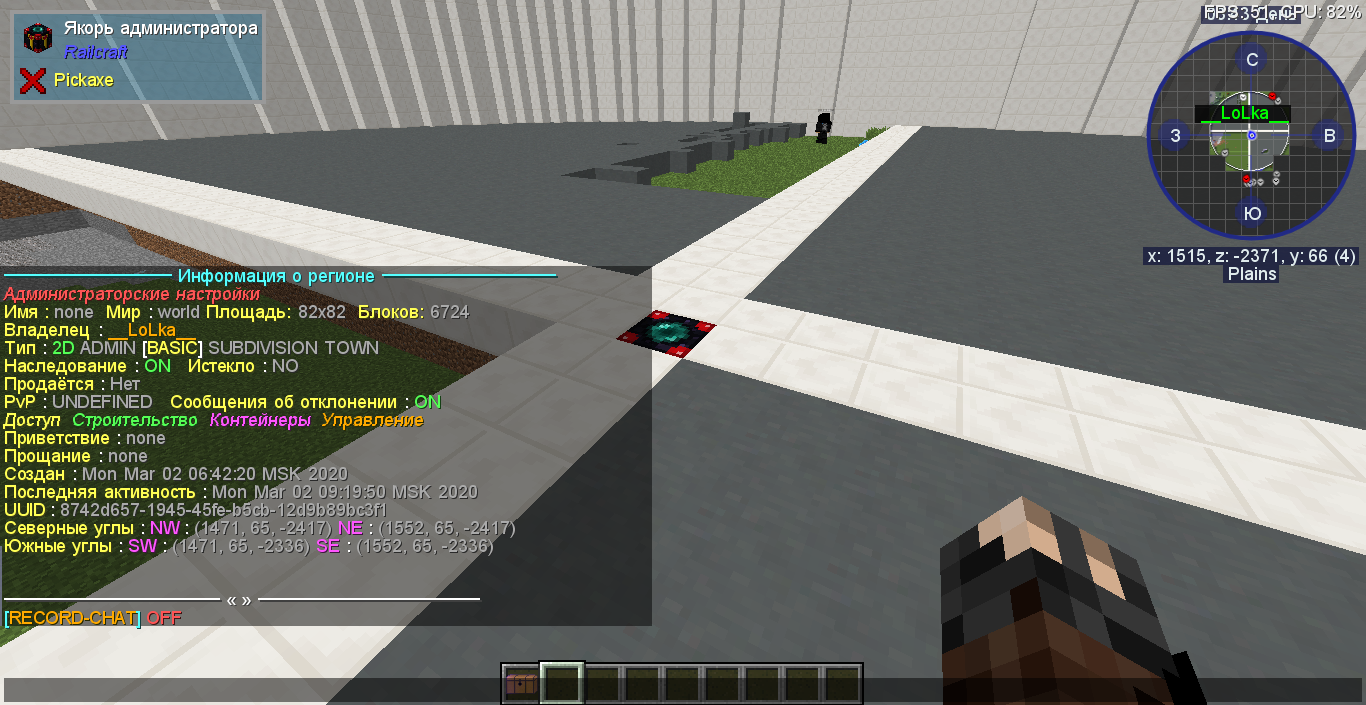 Якорь администратора
Railcraft
Pickaxe
FPS: 51, CPU: 82%
С
LoLka__
З
В
Ю
x: 1515, z: -2371, y: 66 (4)
Plains
Информация о регионе
Администраторские настройки
Имя : none Мир : world Площадь: 82x82 Блоков: 6724
Владелец : __LoLka__
Тип : 2D ADMIN [BASIC] SUBDIVISION TOWN
Наследование : ON Истекло : NO
Продаётся : Нет
PvP : UNDEFINED Сообщения об отклонении : ON
Доступ Строительство Контейнеры Управление
Приветствие : none
Прощание : none
Создан : Mon Mar 02 06:42:20 MSK 2020
Последняя активность : Mon Mar 02 09:19:50 MSK 2020
UUID : 8742d657-1945-45fe-b5cb-12d9b89bc3f1
Северные углы : NW : (1471, 65, -2417) NE : (1552, 65, -2417)
Южные углы : SW : (1471, 65, -2336) SE : (1552, 65, -2336)
« »
[RECORD-CHAT] OFF